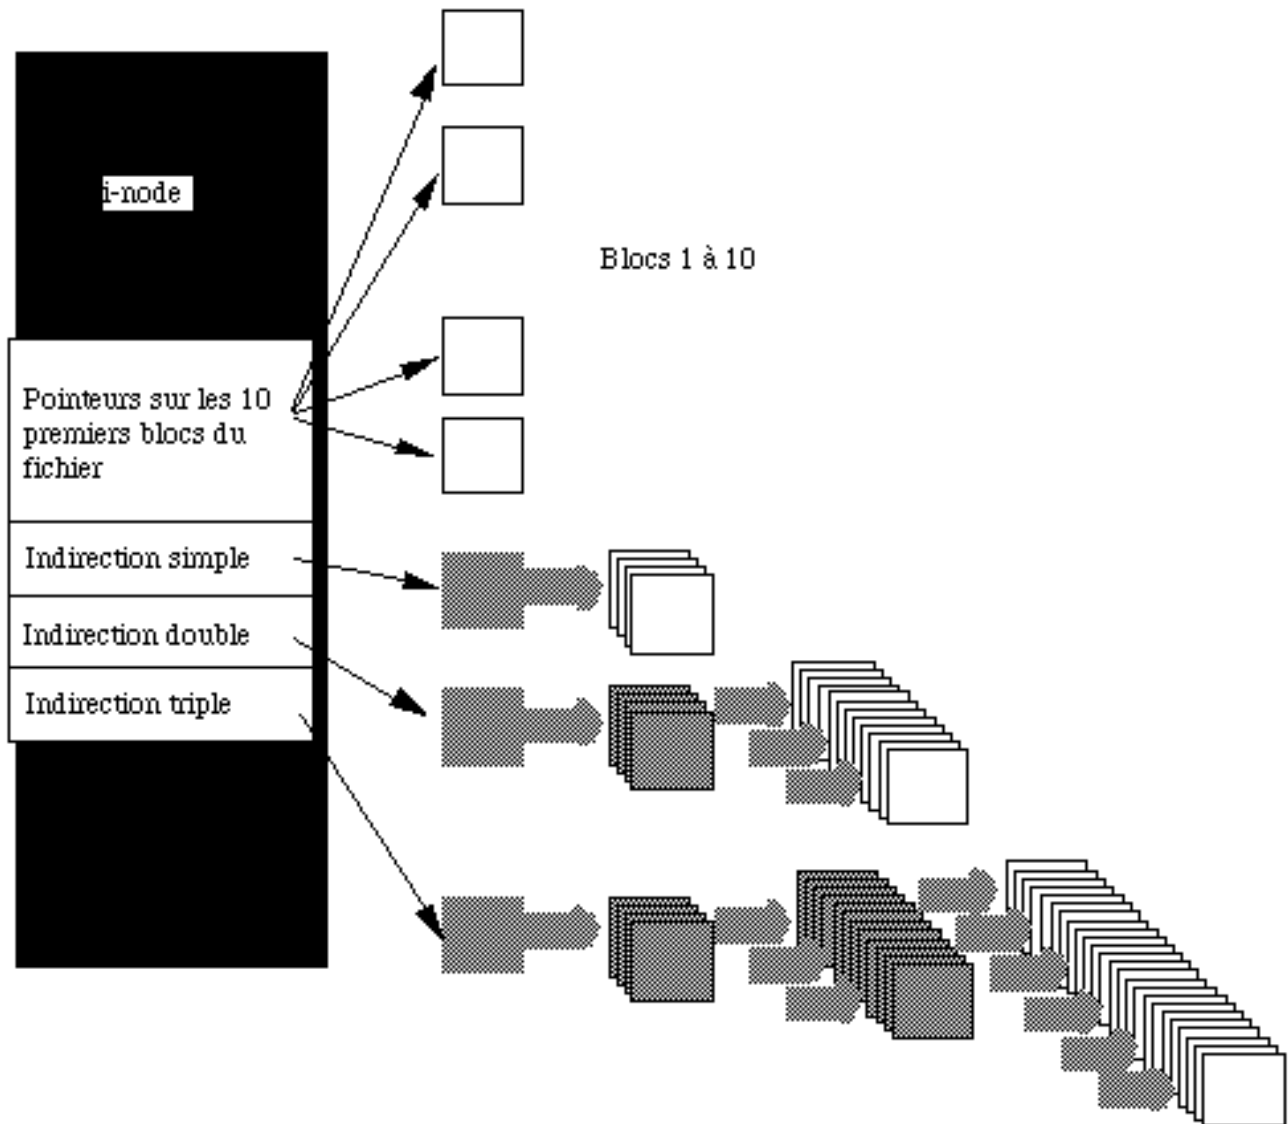 i-node
Blocs 1 à 10
Pointeurs sur les 10
premiers blocs du
fichier
Indirection simple
Indirection double
Indirection triple